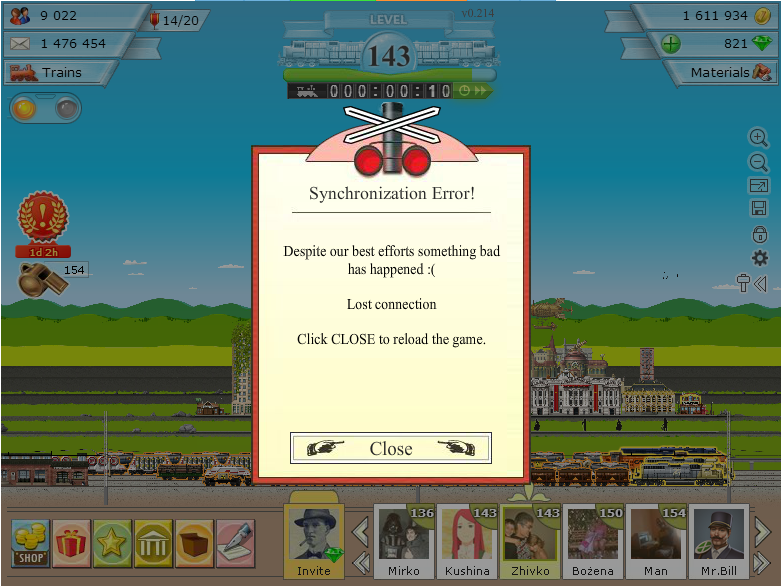 9 022
14/20
LEVEL
v0.214
1 611 934
1 476 454
143
821
Trains
Materials
000:00:10
Synchronization Error!
Despite our best efforts something bad
has happened :(
Lost connection
Click CLOSE to reload the game.
1d 2h
154
Close
136
143
143
150
154
SHOP
Invite
Mirko
Kushina
Zhivko
Bożena
Man
Mr.Bill